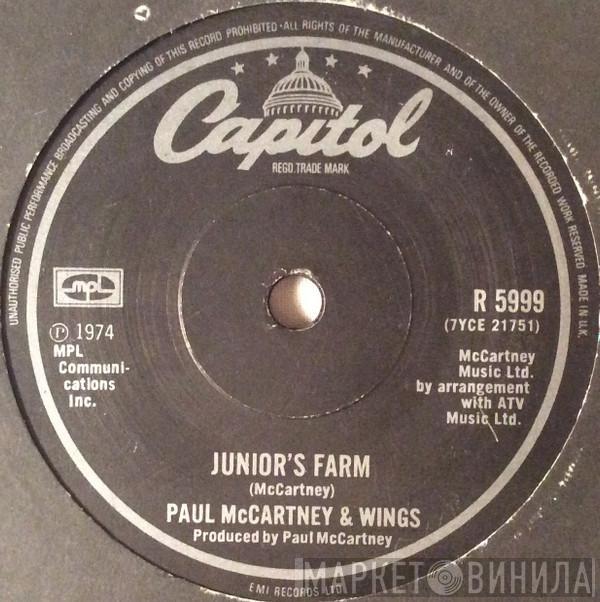 UNAUTHORISED PUBLIC PERFORMANCE BROADCASTING AND COPYING OF THIS RECORD PROHIBITED · ALL RIGHTS OF THE MANUFACTURER AND OF THE OWNER OF THE RECORDED WORK RESERVED MADE IN U.K.
Capitol
REGD. TRADE MARK
mpl
R 5999
(7YCE 21751)
Ⓟ 1974
MPL
Communi-
cations
Inc.
McCartney
Music Ltd.
by arrangement
with ATV
Music Ltd.
JUNIOR'S FARM
(McCartney)
PAUL McCARTNEY & WINGS
Produced by Paul McCartney
EMI RECORDS LTD
МАРКЕТ ВИНИЛА